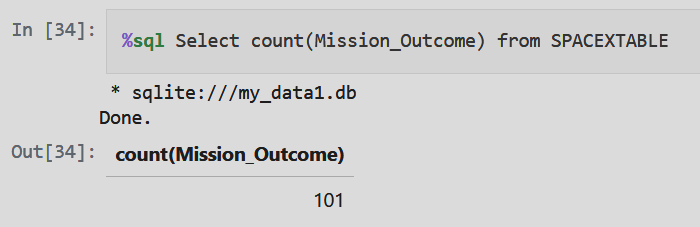 In [34]: %sql Select count(Mission_Outcome) from SPACEXTABLE
* sqlite:///my_data1.db
Done.
Out[34]: count(Mission_Outcome)
101